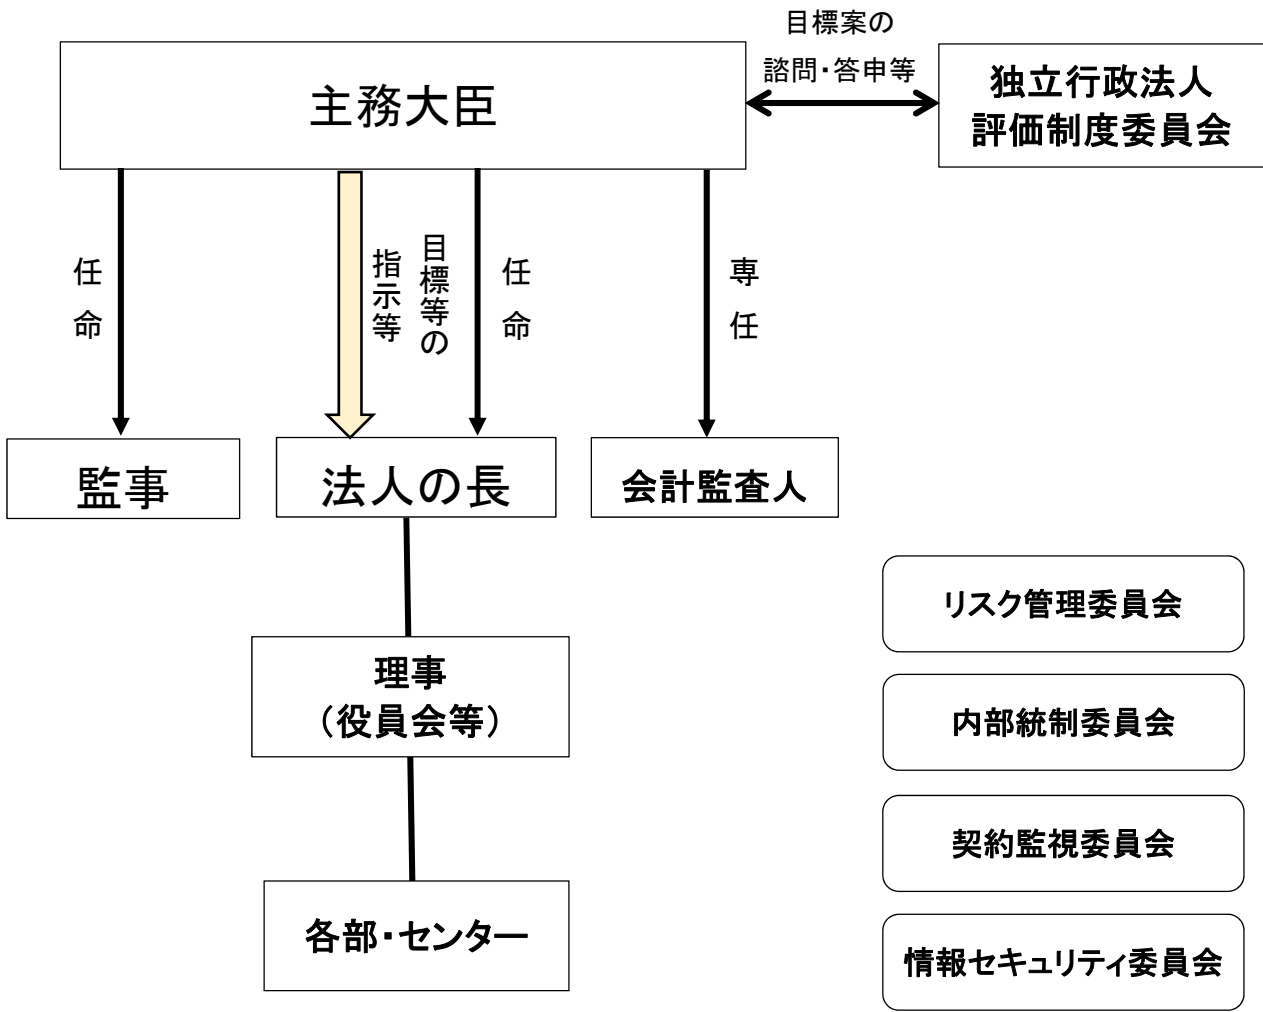 目標案の
諮問・答申等
主務大臣
独立行政法人
評価制度委員会
任命
指示等
目標等の
任命
専任
監事
法人の長
会計監査人
リスク管理委員会
理事
（役員会等）
内部統制委員会
契約監視委員会
各部・センター
情報セキュリティ委員会